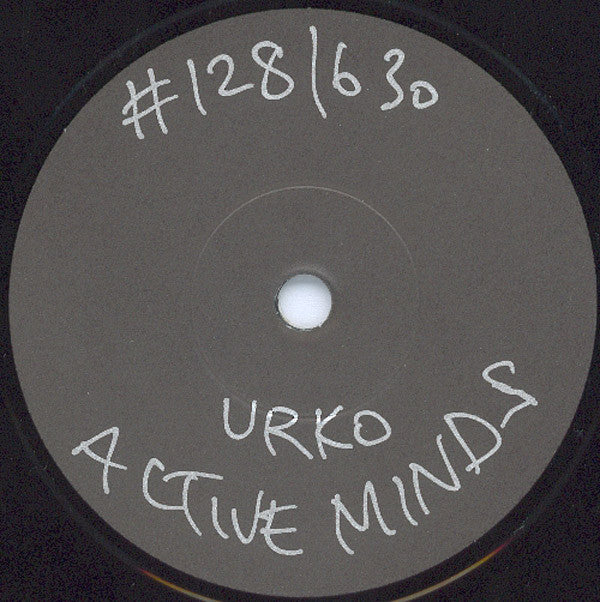 #128/630
URKO
ACTIVE MINDS